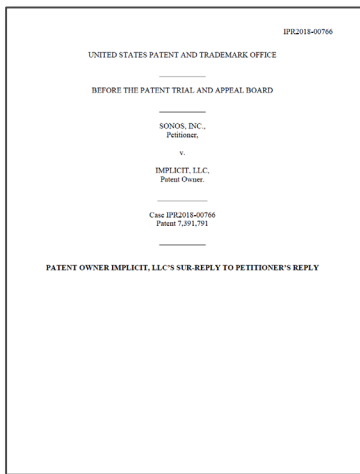 IPR2018-00766
UNITED STATES PATENT AND TRADEMARK OFFICE
BEFORE THE PATENT TRIAL AND APPEAL BOARD
SONOS, INC.,
Petitioner,
v.
IMPLICIT, LLC,
Patent Owner.
Case IPR2018-00766
Patent 7,391,791
PATENT OWNER IMPLICIT, LLC'S SUR-REPLY TO PETITIONER'S REPLY